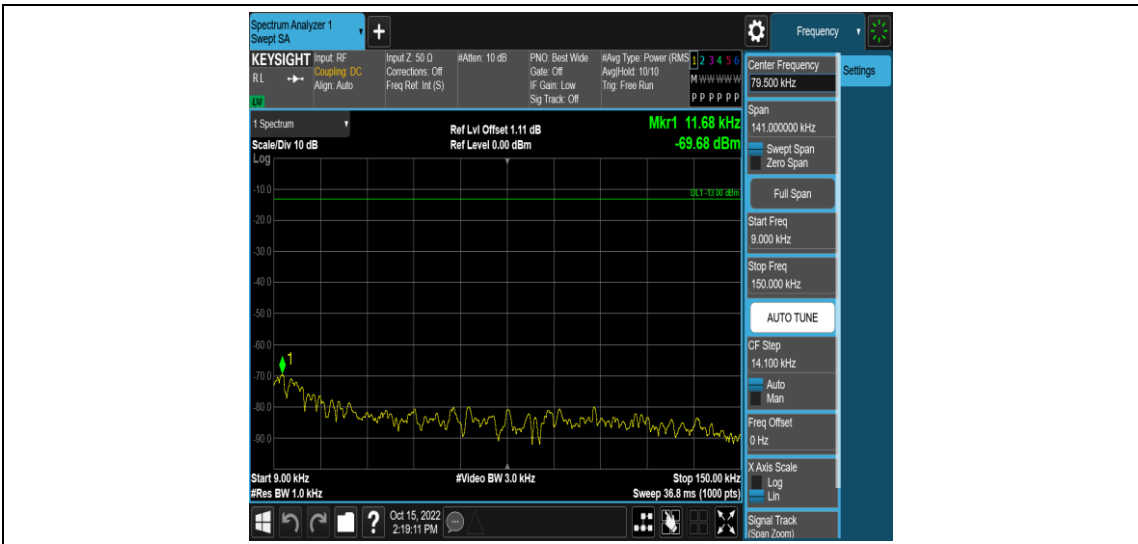 Spectrum Analyzer 1
Swept SA
Frequency
KEYSIGHT
RL
LXI
Input: RF
Coupling: DC
Align: Auto
Input Z: 50 Ω
Corrections: Off
Freq Ref: Int (S)
#Atten: 10 dB
PNO: Best Wide
Gate: Off
IF Gain: Low
Sig Track: Off
#Avg Type: Power (RMS
Avg|Hold: 10/10
Trig: Free Run
1 2 3 4 5 6
M W W W W W
P P P P P P
Center Frequency
79.500 kHz
Settings
1 Spectrum
Scale/Div 10 dB
Log
Ref Lvl Offset 1.11 dB
Ref Level 0.00 dBm
Mkr1 11.68 kHz
-69.68 dBm
DL1 -13.00 dBm
-10.0
-20.0
-30.0
-40.0
-50.0
-60.0
-70.0
-80.0
-90.0
1
Start 9.00 kHz
#Res BW 1.0 kHz
#Video BW 3.0 kHz
Stop 150.00 kHz
Sweep 36.8 ms (1000 pts)
Span
141.000000 kHz
Swept Span
Zero Span
Full Span
Start Freq
9.000 kHz
Stop Freq
150.000 kHz
AUTO TUNE
CF Step
14.100 kHz
Auto
Man
Freq Offset
0 Hz
X Axis Scale
Log
Lin
Signal Track
(Span Zoom)
?
Oct 15, 2022
2:19:11 PM